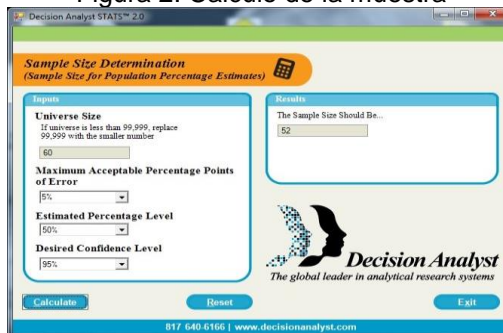 Figura 2. Cálculo de la muestra
Decision Analyst STATS™ 2.0
Sample Size Determination
(Sample Size for Population Percentage Estimates)
Inputs
Universe Size
If universe is less than 99,999, replace
99,999 with the smaller number
60
Maximum Acceptable Percentage Points
of Error
5%
Estimated Percentage Level
50%
Desired Confidence Level
95%
Results
The Sample Size Should Be...
52
Decision Analyst
The global leader in analytical research systems
Calculate
Reset
Exit
817 640-6166 | www.decisionanalyst.com